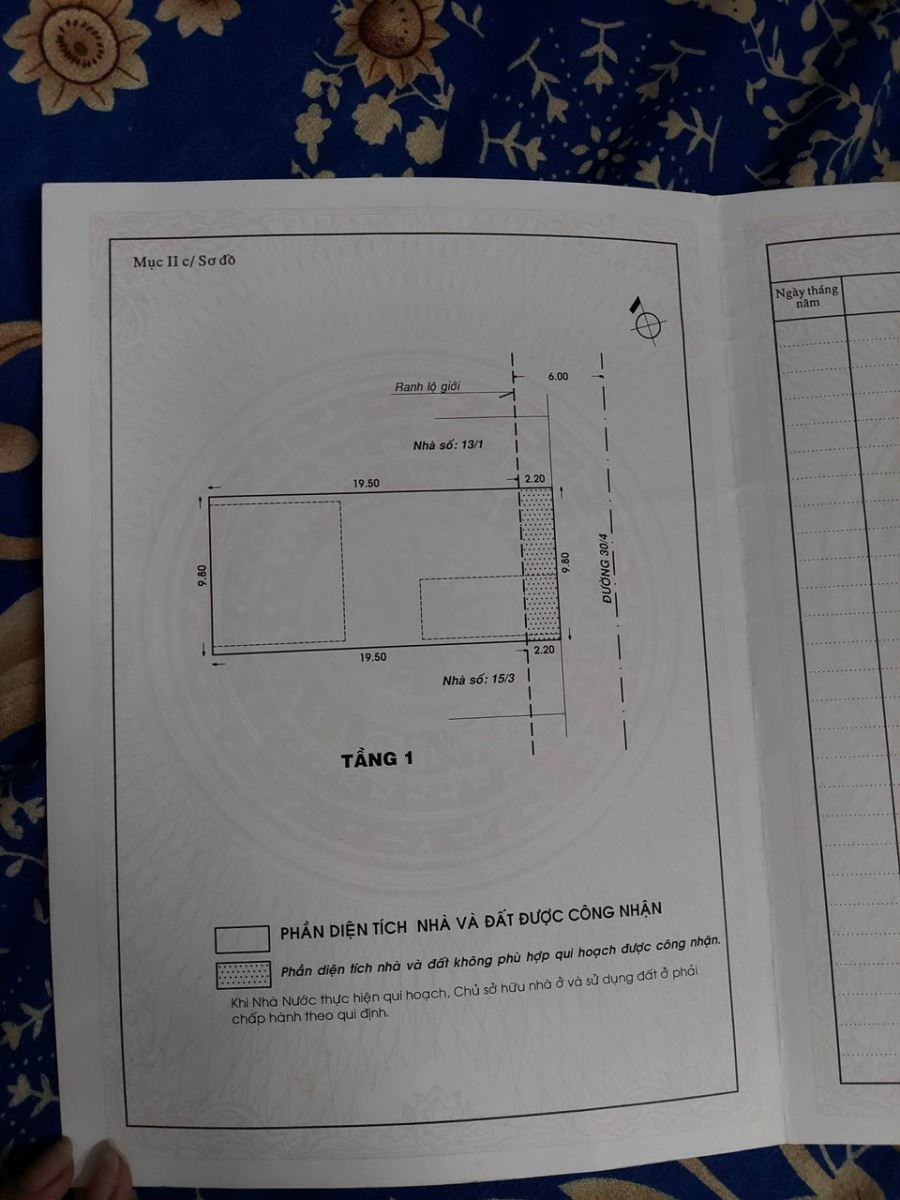 Mục II c/ Sơ đồ
Ngày tháng
năm
6.00
Ranh lộ giới
Nhà số: 13/1
19.50
2.20
9.80
9.80
ĐƯỜNG 30/4
19.50
2.20
Nhà số: 15/3
TẦNG 1
PHẦN DIỆN TÍCH NHÀ VÀ ĐẤT ĐƯỢC CÔNG NHẬN
Phần diện tích nhà và đất không phù hợp qui hoạch được công nhận.
Khi Nhà Nước thực hiện qui hoạch, Chủ sở hữu nhà ở và sử dụng đất ở phải
chấp hành theo qui định.